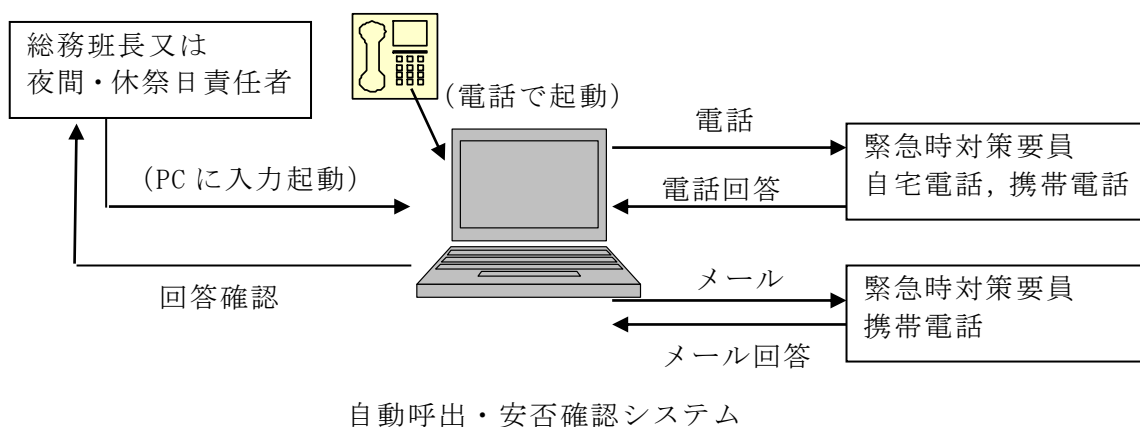 総務班長又は
夜間・休祭日責任者
(電話で起動)
(PCに入力起動)
回答確認
電話
電話回答
緊急時対策要員
自宅電話,携帯電話
メール
メール回答
緊急時対策要員
携帯電話
自動呼出・安否確認システム